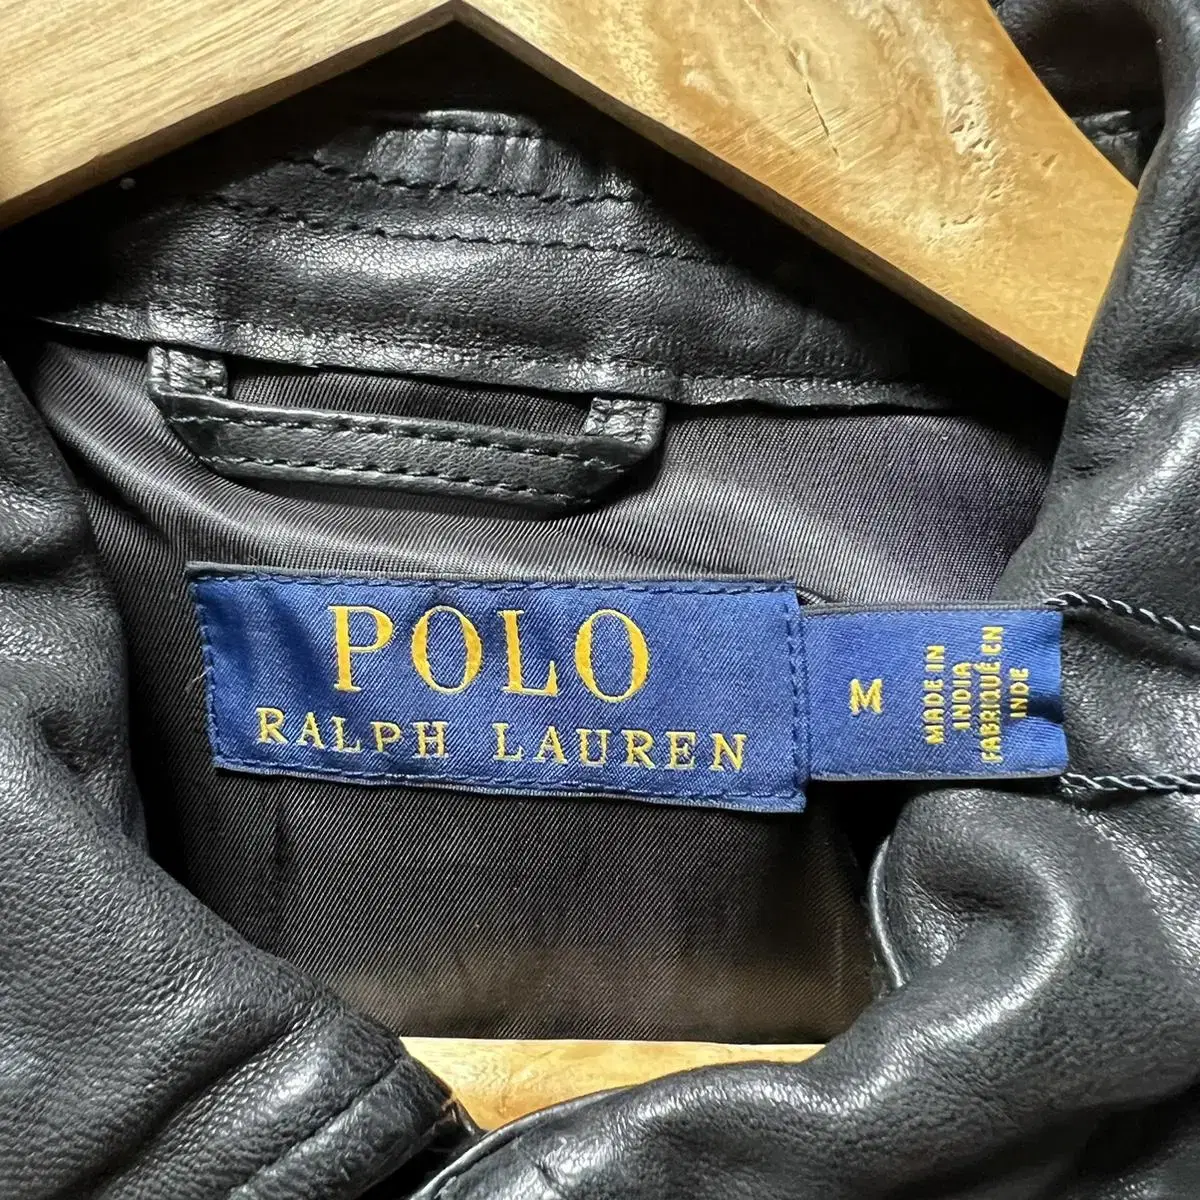 POLO
RALPH LAUREN
M
MADE IN
INDIA
FABRIQUÉ EN
INDE